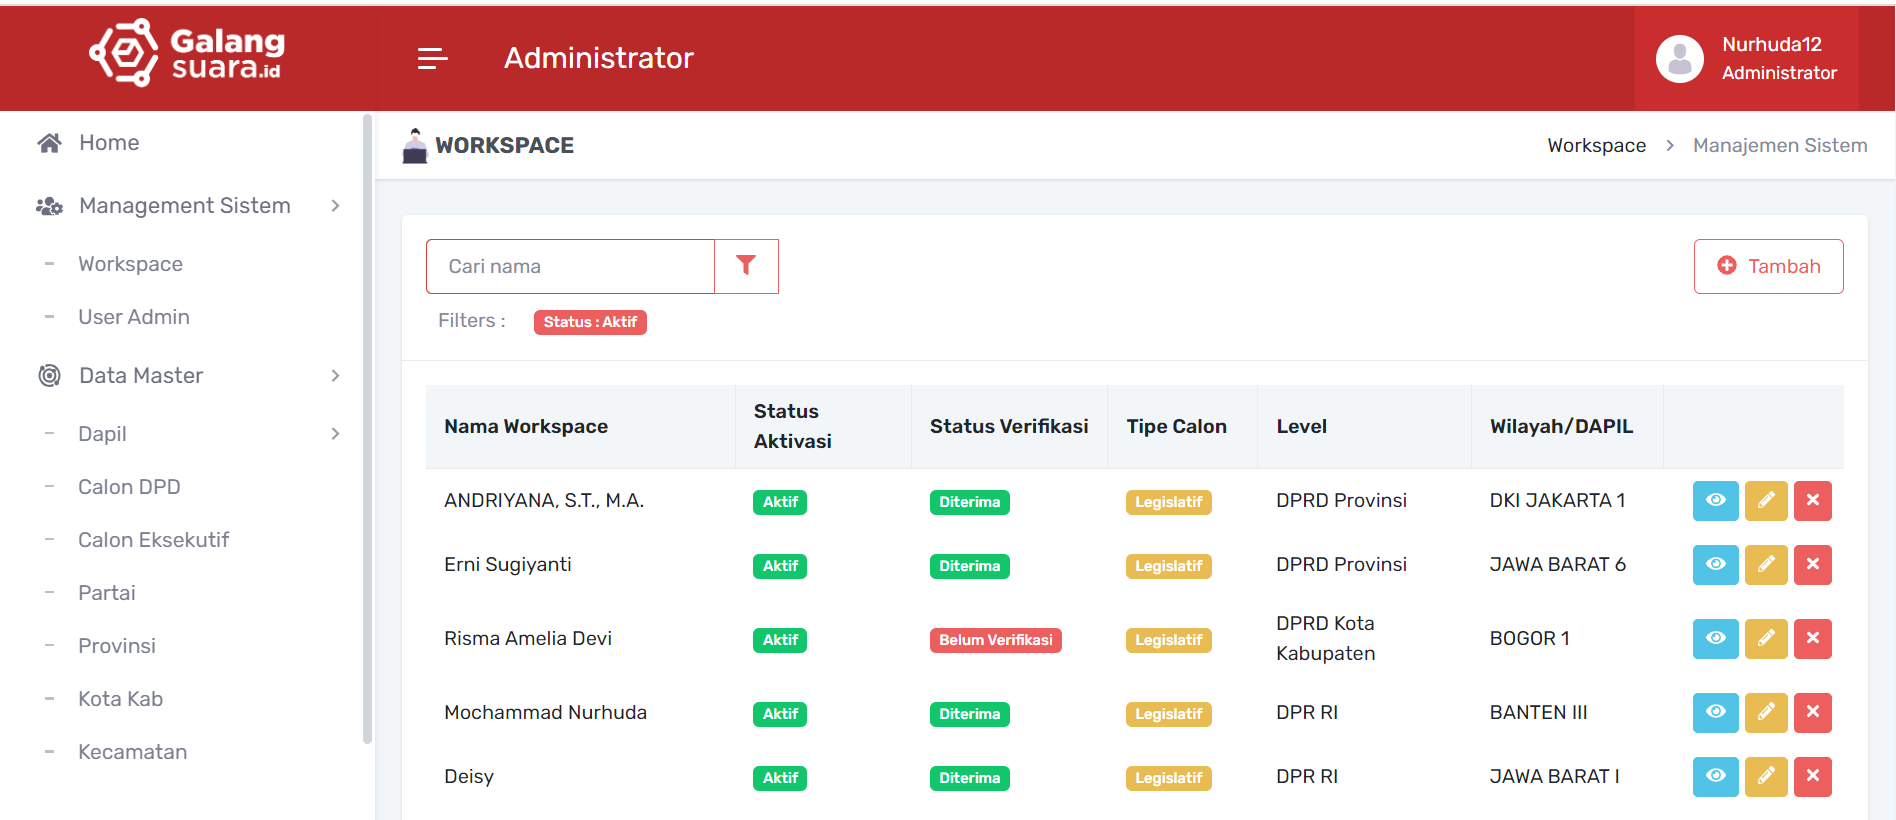 Galang
suara.id
Administrator
Nurhuda12
Administrator
Home
Management Sistem
- Workspace
- User Admin
Data Master
- Dapil
- Calon DPD
- Calon Eksekutif
- Partai
- Provinsi
- Kota Kab
- Kecamatan
WORKSPACE
Workspace > Manajemen Sistem
Cari nama
Tambah
Filters : Status : Aktif
Nama Workspace Status Aktivasi Status Verifikasi Tipe Calon Level Wilayah/DAPIL
ANDRIYANA, S.T., M.A. Aktif Diterima Legislatif DPRD Provinsi DKI JAKARTA 1
Erni Sugiyanti Aktif Diterima Legislatif DPRD Provinsi JAWA BARAT 6
Risma Amelia Devi Aktif Belum Verifikasi Legislatif DPRD Kota Kabupaten BOGOR 1
Mochammad Nurhuda Aktif Diterima Legislatif DPR RI BANTEN III
Deisy Aktif Diterima Legislatif DPR RI JAWA BARAT I